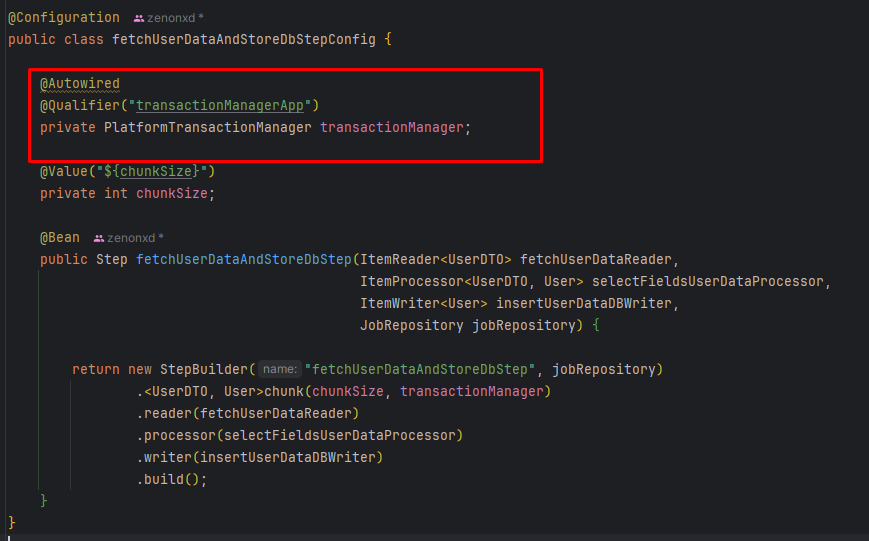 @Configuration zenonxd *
public class fetchUserDataAndStoreDbStepConfig {
@Autowired
@Qualifier("transactionManagerApp")
private PlatformTransactionManager transactionManager;
@Value("${chunkSize}")
private int chunkSize;
@Bean zenonxd *
public Step fetchUserDataAndStoreDbStep(ItemReader<UserDTO> fetchUserDataReader,
ItemProcessor<UserDTO, User> selectFieldsUserDataProcessor,
ItemWriter<User> insertUserDataDBWriter,
JobRepository jobRepository) {
return new StepBuilder( name: "fetchUserDataAndStoreDbStep", jobRepository)
.<UserDTO, User>chunk(chunkSize, transactionManager)
.reader(fetchUserDataReader)
.processor(selectFieldsUserDataProcessor)
.writer(insertUserDataDBWriter)
.build();
}
}